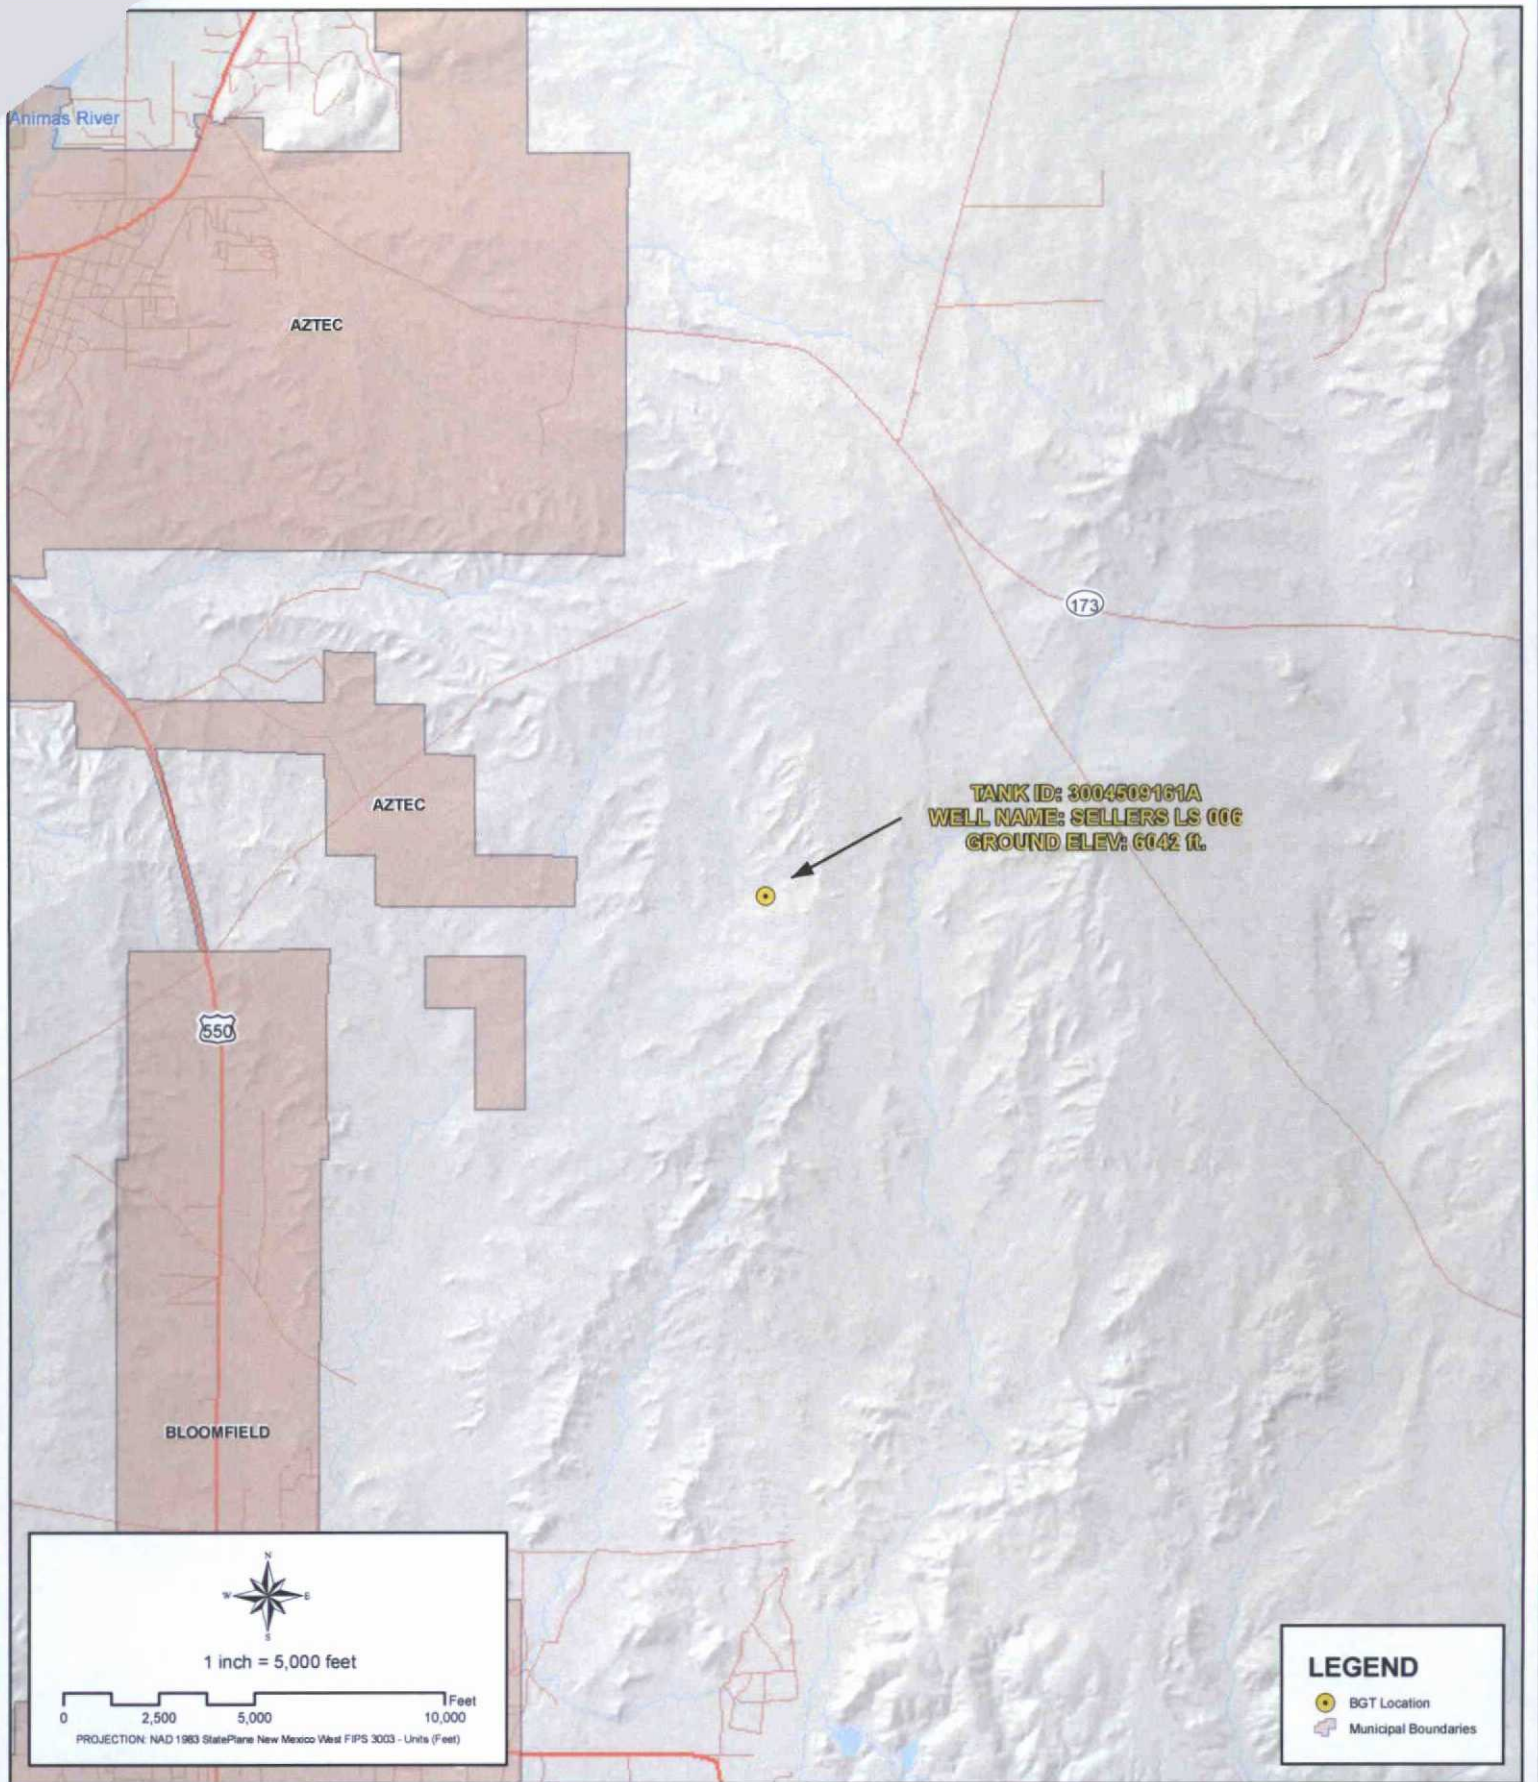 Animas River
AZTEC
173
TANK ID: 3004509161A
WELL NAME: SELLERS LS 006
GROUND ELEV: 6042 ft.
AZTEC
550
BLOOMFIELD
N
W E
S
1 inch = 5,000 feet
Feet
0 2,500 5,000 10,000
PROJECTION: NAD 1983 StatePlane New Mexico West FIPS 3003 - Units (Feet)
LEGEND
BGT Location
Municipal Boundaries